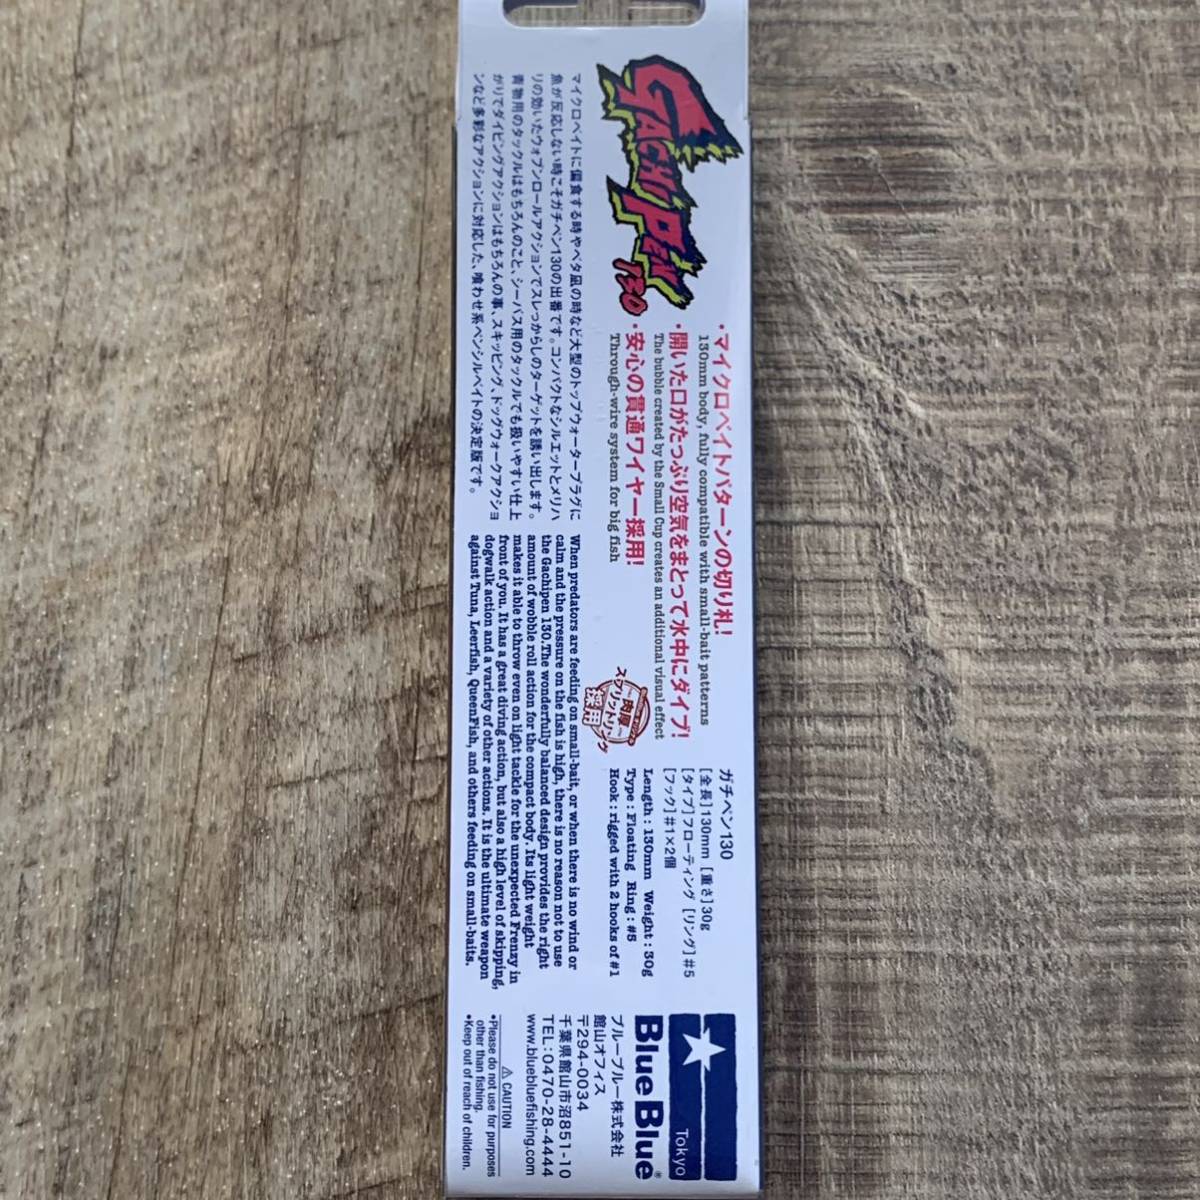 GACHI PEN 130
・マイクロベイトパターンの切り札!
130mm body, fully compatible with small-bait patterns
・開いた口がたっぷり空気をまとって水中にダイブ!
The bubble created by the Small Cup creates an additional visual effect
・安心の貫通ワイヤー採用!
Through-wire system for big fish
マイクロベイトに偏食する時やベタ凪の時など大型のトップウォータープラグに
魚が反応しない時こそガチペン130の出番です。コンパクトなシルエットとメリハ
リの効いたウォブンロールアクションでスレっからしのターゲットを誘い出します。
青物用のタックルはもちろんのこと、シーバス用のタックルでも扱いやすい仕上
がりでダイビングアクションはもちろんの事、スキッピング、ドッグウォークアクショ
ンなど多彩なアクションに対応した、喰わせ系ペンシルベイトの決定版です。
When predators are feeding on small-bait, or when there is no wind or
calm and the pressure on the fish is high, there is no reason not to use
the Gachipen 130.The wonderfully balanced design provides the right
amount of wobble roll action for the compact body. Its light weight
makes it able to throw even on light tackle for the unexpected Frenzy in
front of you. It has a great diving action, but also a high level of skipping,
dogwalk action and a variety of other actions. It is the ultimate weapon
against Tuna, Leerfish, QueenFish, and others feeding on small-baits.
肉厚
スプリットリング
採用
ガチペン130
[全長]130mm [重さ]30g
[タイプ]フローティング [リング]#5
[フック]#1×2個
Length : 130mm Weight : 30g
Type : Floating Ring : #5
Hook : rigged with 2 hooks of #1
Tokyo
Blue Blue®
ブルーブルー株式会社
館山オフィス
〒294-0034
千葉県館山市沼851-10
TEL:0470-28-4444
www.bluebluefishing.com
⚠ CAUTION
•Please do not use for purposes
other than fishing.
•Keep out of reach of children.